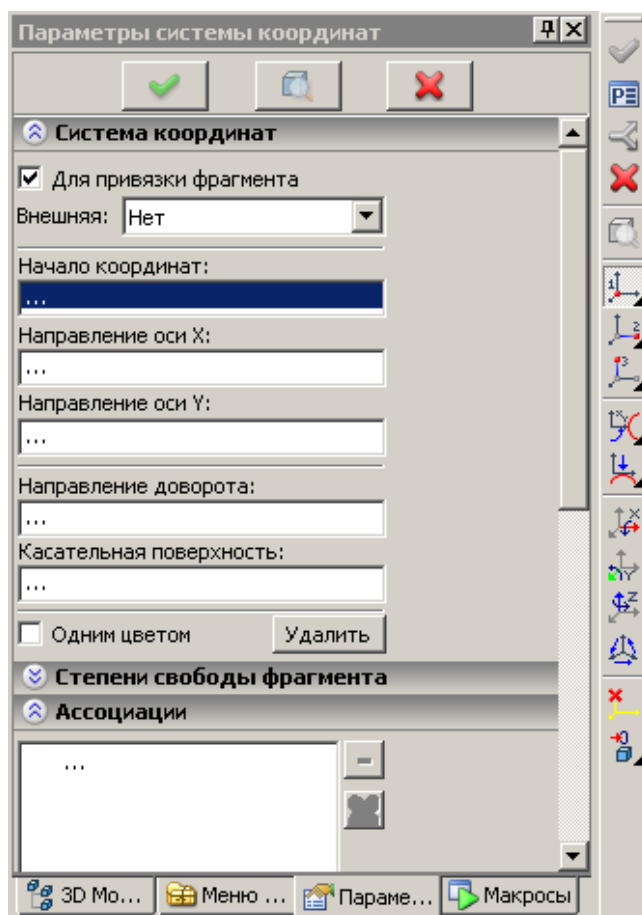 Параметры системы координат
Система координат
Для привязки фрагмента
Внешняя: Нет
Начало координат:
...
Направление оси X:
...
Направление оси Y:
...
Направление доворота:
...
Касательная поверхность:
...
Одним цветом Удалить
Степени свободы фрагмента
Ассоциации
...
3D Мо... Меню ... Параме... Макросы